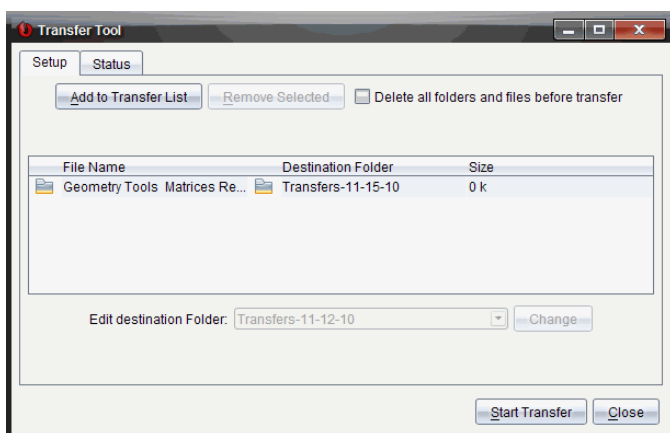 Transfer Tool
Setup Status
Add to Transfer List Remove Selected Delete all folders and files before transfer
File Name Destination Folder Size
Geometry Tools Matrices Re... Transfers-11-15-10 0 k
Edit destination Folder: Transfers-11-12-10 Change
Start Transfer Close